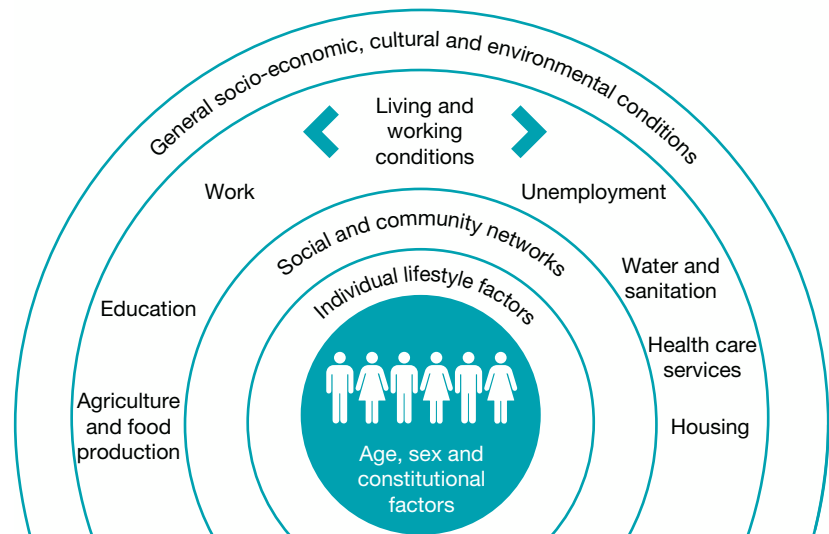 General socio-economic, cultural and environmental conditions
Living and
working
conditions
Work
Unemployment
Social and community networks
Water and
sanitation
Individual lifestyle factors
Education
Health care
services
Agriculture
and food
production
Housing
Age, sex and
constitutional
factors